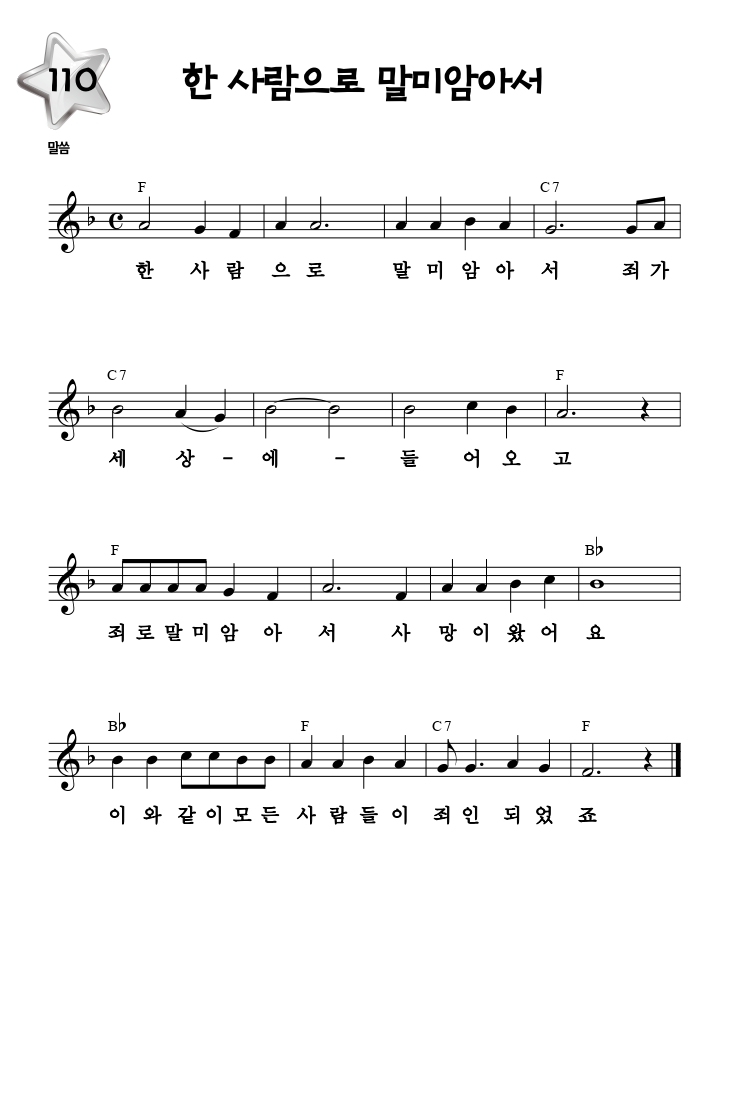 110
한 사람으로 말미암아서
말씀
F C7
한 사 람 으 로 말 미 암 아 서 죄 가
C7 F
세 상 - 에 - 들 어 오 고
F B♭
죄 로 말 미 암 아 서 사 망 이 왔 어 요
B♭ F C7 F
이 와 같 이 모 든 사 람 들 이 죄 인 되 었 죠